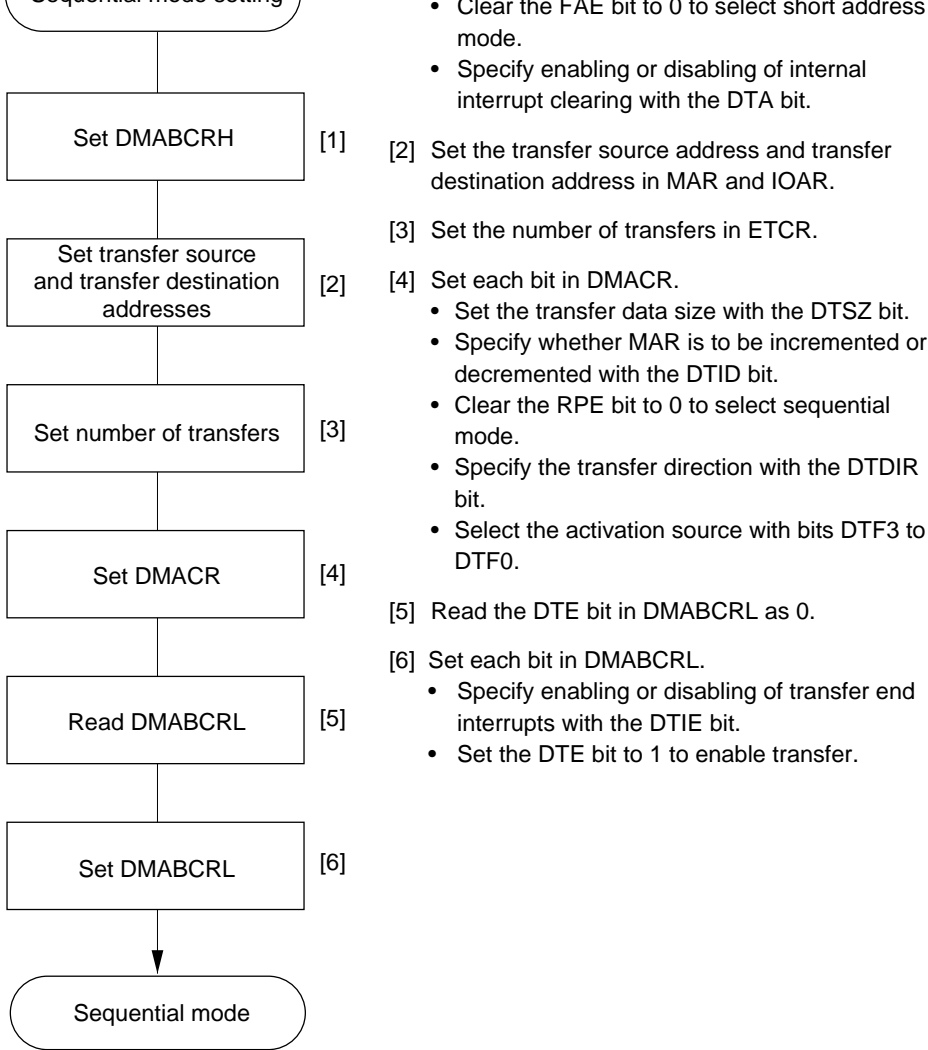 Sequential mode setting
Set DMABCRH
[1]
Set transfer source
and transfer destination
addresses
[2]
Set number of transfers
[3]
Set DMACR
[4]
Read DMABCRL
[5]
Set DMABCRL
[6]
Sequential mode
• Clear the FAE bit to 0 to select short address
mode.
• Specify enabling or disabling of internal
interrupt clearing with the DTA bit.
[2] Set the transfer source address and transfer
destination address in MAR and IOAR.
[3] Set the number of transfers in ETCR.
[4] Set each bit in DMACR.
• Set the transfer data size with the DTSZ bit.
• Specify whether MAR is to be incremented or
decremented with the DTID bit.
• Clear the RPE bit to 0 to select sequential
mode.
• Specify the transfer direction with the DTDIR
bit.
• Select the activation source with bits DTF3 to
DTF0.
[5] Read the DTE bit in DMABCRL as 0.
[6] Set each bit in DMABCRL.
• Specify enabling or disabling of transfer end
interrupts with the DTIE bit.
• Set the DTE bit to 1 to enable transfer.